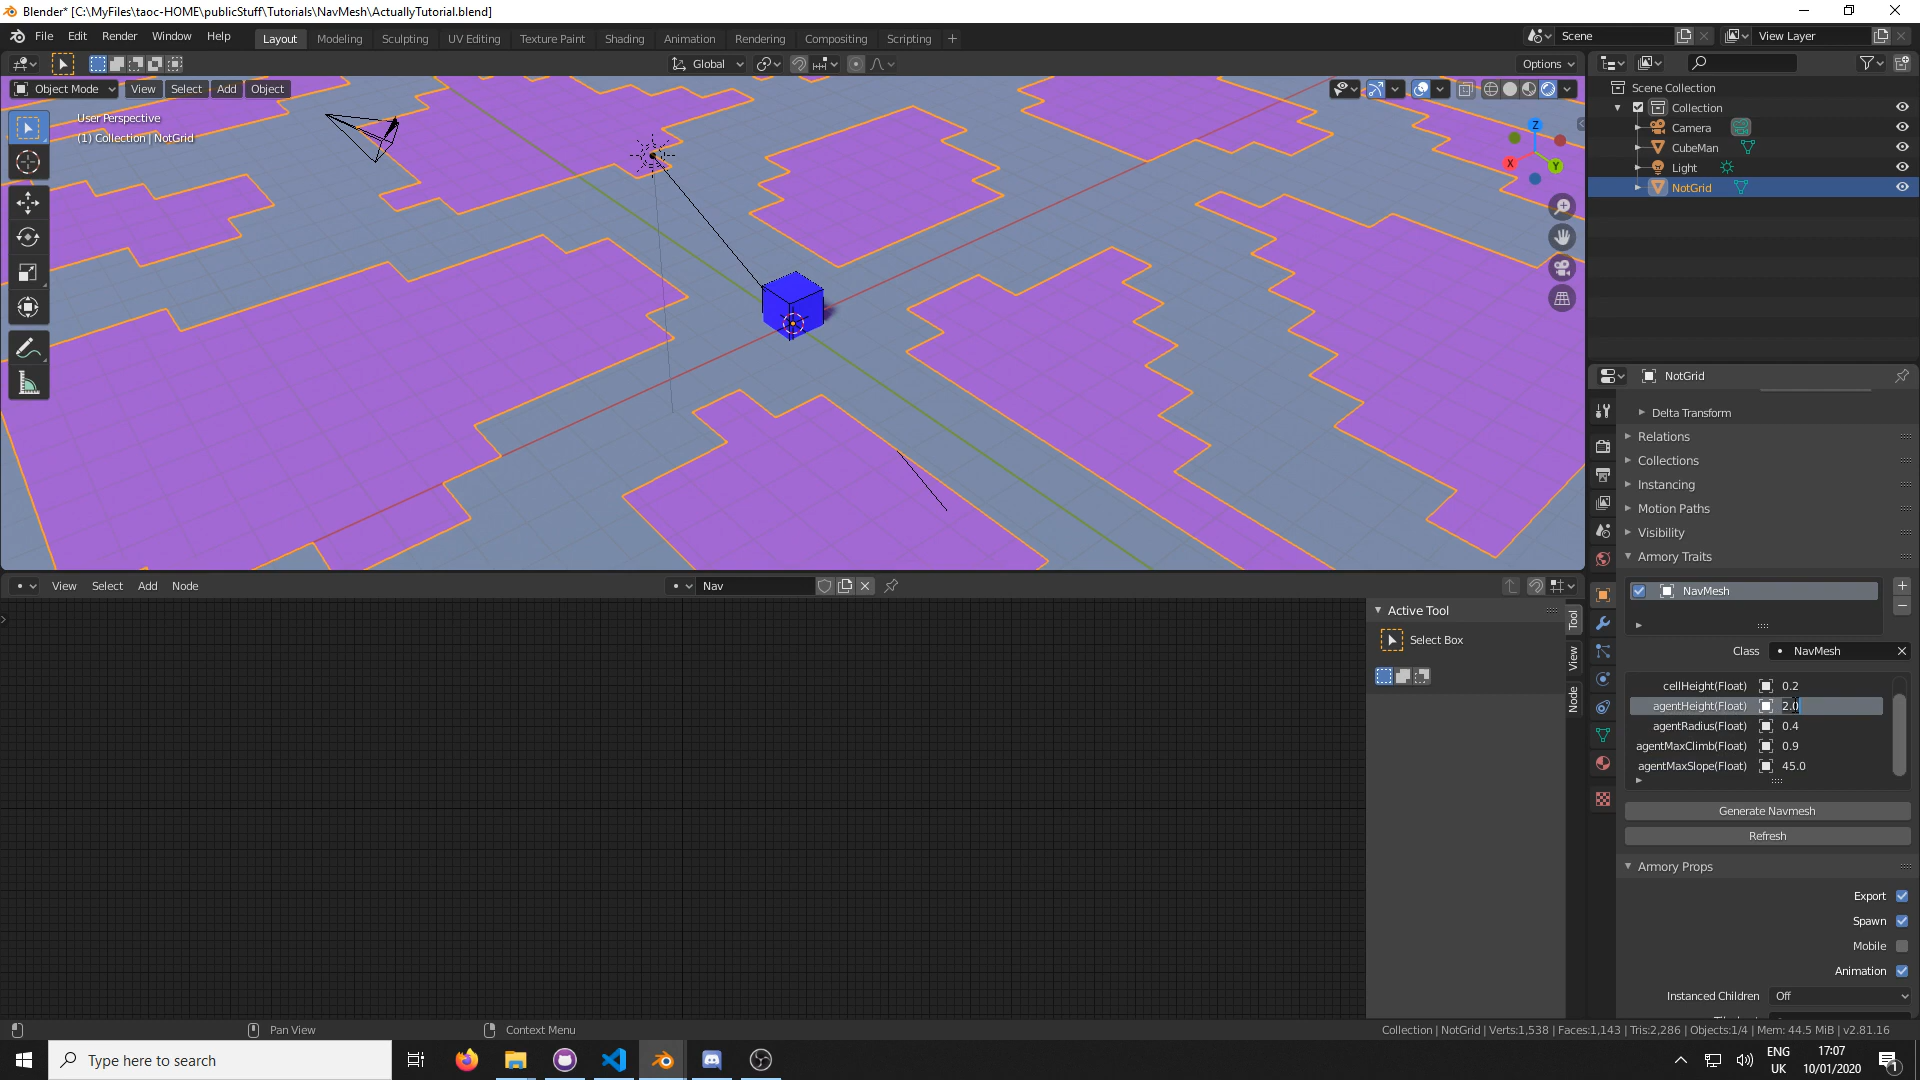 Blender* [C:\MyFiles\taoc-HOME\publicStuff\Tutorials\NavMesh\ActuallyTutorial.blend]
File Edit Render Window Help
Layout Modeling Sculpting UV Editing Texture Paint Shading Animation Rendering Compositing Scripting
Scene
View Layer
Global
Options
Object Mode View Select Add Object
User Perspective
(1) Collection | NotGrid
Z
X
Y
Scene Collection
Collection
Camera
CubeMan
Light
NotGrid
NotGrid
Delta Transform
Relations
Collections
Instancing
Motion Paths
Visibility
Armory Traits
NavMesh
Class NavMesh
cellHeight(Float) 0.2
agentHeight(Float) 2.0
agentRadius(Float) 0.4
agentMaxClimb(Float) 0.9
agentMaxSlope(Float) 45.0
Generate Navmesh
Refresh
Armory Props
Export
Spawn
Mobile
Animation
Instanced Children Off
View Select Add Node
Nav
Active Tool
Select Box
Tool
View
Node
Pan View
Context Menu
Collection | NotGrid | Verts:1,538 | Faces:1,143 | Tris:2,286 | Objects:1/4 | Mem: 44.5 MiB | v2.81.16
Type here to search
ENG
UK
17:07
10/01/2020
1